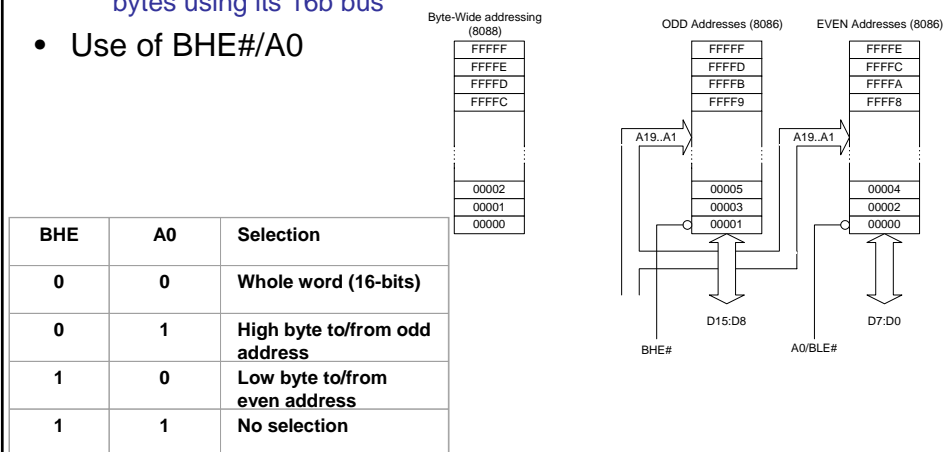 bytes using its 16b bus
• Use of BHE#/A0
Byte-Wide addressing
(8088)
FFFFF
FFFFE
FFFFD
FFFFC
00002
00001
00000
ODD Addresses (8086)
FFFFF
FFFFD
FFFFB
FFFF9
A19..A1
00005
00003
00001
D15:D8
BHE#
EVEN Addresses (8086)
FFFFE
FFFFC
FFFFA
FFFF8
A19..A1
00004
00002
00000
D7:D0
A0/BLE#
BHE A0 Selection
0 0 Whole word (16-bits)
0 1 High byte to/from odd
address
1 0 Low byte to/from
even address
1 1 No selection